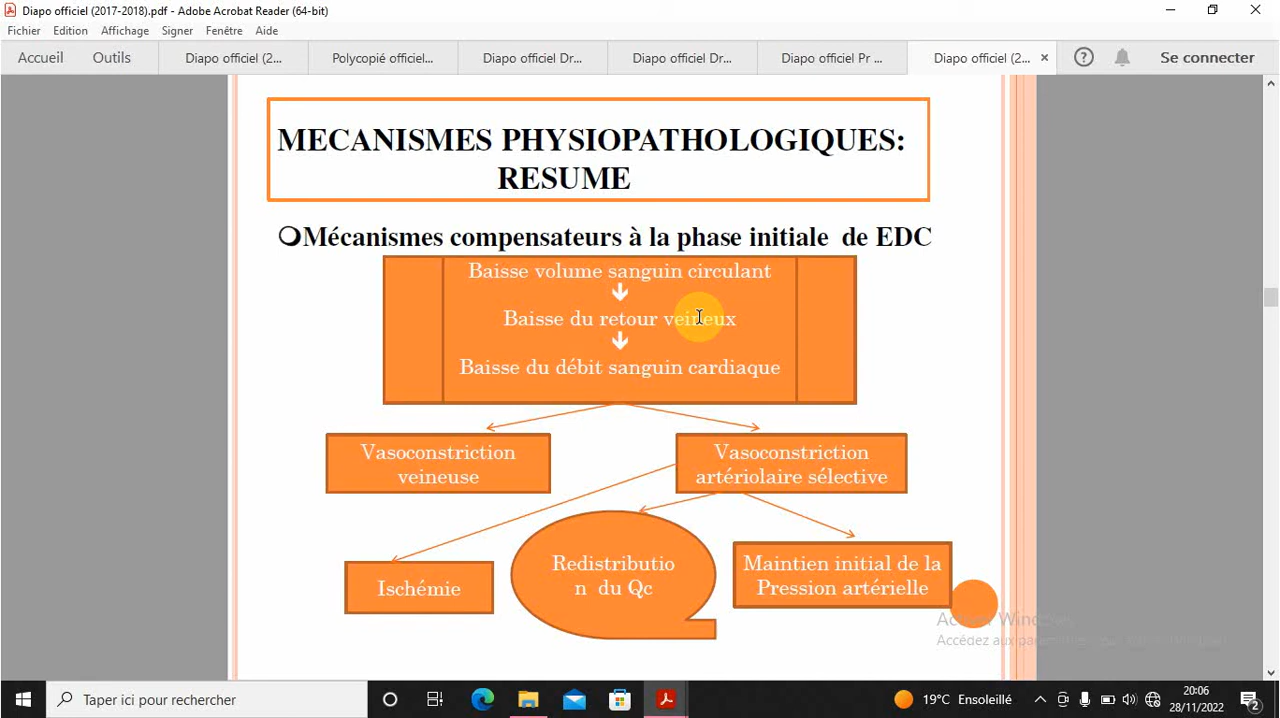 Diapo officiel (2017-2018).pdf - Adobe Acrobat Reader (64-bit)
Fichier Edition Affichage Signer Fenêtre Aide
Accueil Outils Diapo officiel (2... Polycopié officiel... Diapo officiel Dr... Diapo officiel Dr... Diapo officiel Pr ... Diapo officiel (2... × Se connecter
MECANISMES PHYSIOPATHOLOGIQUES:
RESUME
Mécanismes compensateurs à la phase initiale de EDC
Baisse volume sanguin circulant
Baisse du retour veineux
Baisse du débit sanguin cardiaque
Vasoconstriction
veineuse
Vasoconstriction
artériolaire sélective
Ischémie
Redistributio
n du Qc
Maintien initial de la
Pression artérielle
Taper ici pour rechercher
19°C Ensoleillé
20:06
28/11/2022
2